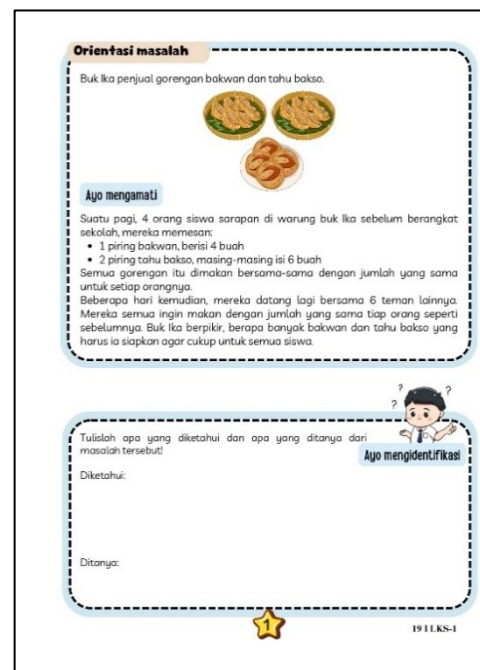 Orientasi masalah
Buk Ika penjual gorengan bakwan dan tahu bakso.
Ayo mengamati
Suatu pagi, 4 orang siswa sarapan di warung buk Ika sebelum berangkat
sekolah, mereka memesan:
• 1 piring bakwan, berisi 4 buah
• 2 piring tahu bakso, masing-masing isi 6 buah
Semua gorengan itu dimakan bersama-sama dengan jumlah yang sama
untuk setiap orangnya.
Beberapa hari kemudian, mereka datang lagi bersama 6 teman lainnya.
Mereka semua ingin makan dengan jumlah yang sama tiap orang seperti
sebelumnya. Buk Ika berpikir, berapa banyak bakwan dan tahu bakso yang
harus ia siapkan agar cukup untuk semua siswa.
? ?
?
Tulislah apa yang diketahui dan apa yang ditanya dari
masalah tersebut!
Ayo mengidentifikasi
Diketahui:
Ditanya:
1
19 I LKS-1